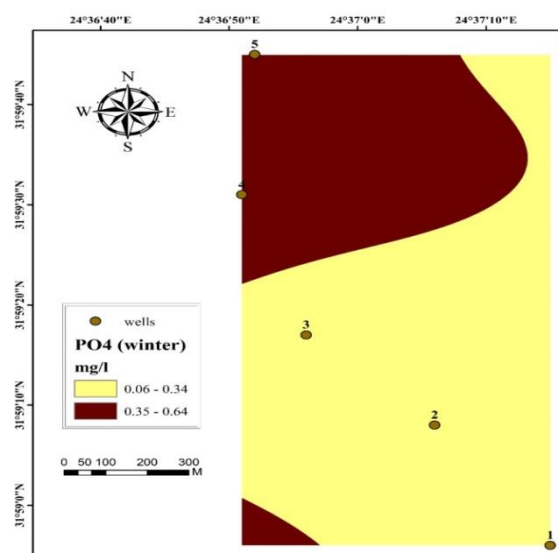 24°36'40"E 24°36'50"E 24°37'0"E 24°37'10"E
31°59'40"N
31°59'30"N
31°59'20"N
31°59'10"N
31°59'0"N
N
W E
S
5
4
3
2
1
wells
PO4 (winter)
mg/l
0.06 - 0.34
0.35 - 0.64
0 50 100 200 300
M